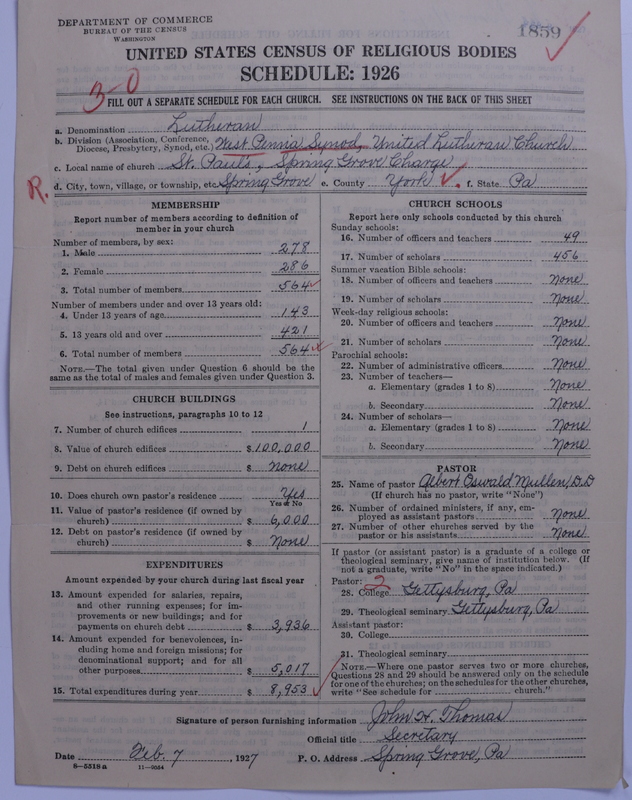 DEPARTMENT OF COMMERCE
BUREAU OF THE CENSUS
WASHINGTON
1859
UNITED STATES CENSUS OF RELIGIOUS BODIES
SCHEDULE: 1926
3-0
FILL OUT A SEPARATE SCHEDULE FOR EACH CHURCH. SEE INSTRUCTIONS ON THE BACK OF THIS SHEET
a. Denomination Lutheran
b. Division (Association, Conference, Diocese, Presbytery, Synod, etc.) West Penna Synod, United Lutheran Church
c. Local name of church St. Paul's, Spring Grove Charge
R. d. City, town, village, or township, etc. Spring Grove e. County York f. State Pa
MEMBERSHIP
Report number of members according to definition of
member in your church
Number of members, by sex:
1. Male 278
2. Female 286
3. Total number of members 564
Number of members under and over 13 years old:
4. Under 13 years of age 143
5. 13 years old and over 421
6. Total number of members 564
NOTE.—The total given under Question 6 should be
same as the total of males and females given under Question 3.
CHURCH BUILDINGS
See instructions, paragraphs 10 to 12
7. Number of church edifices 1
8. Value of church edifices $100,000
9. Debt on church edifices $ None
10. Does church own pastor's residence Yes
Yes or No
11. Value of pastor's residence (if owned by
church) $ 6,000
12. Debt on pastor's residence (if owned by
church) $ None
EXPENDITURES
Amount expended by your church during last fiscal year
13. Amount expended for salaries, repairs,
and other running expenses; for im-
provements or new buildings; and for
payments on church debt $ 3,936
14. Amount expended for benevolences, in-
cluding home and foreign missions; for
denominational support; and for all
other purposes $ 5,017
15. Total expenditures during year $ 8,953
CHURCH SCHOOLS
Report here only schools conducted by this church
Sunday schools:
16. Number of officers and teachers 49
17. Number of scholars 456
Summer vacation Bible schools:
18. Number of officers and teachers None
19. Number of scholars None
Week-day religious schools:
20. Number of officers and teachers None
21. Number of scholars None
Parochial schools:
22. Number of administrative officers None
23. Number of teachers—
a. Elementary (grades 1 to 8) None
b. Secondary None
24. Number of scholars—
a. Elementary (grades 1 to 8) None
b. Secondary None
PASTOR
25. Name of pastor Albert Oswald Mullen, D.D
(If church has no pastor, write "None")
26. Number of ordained ministers, if any, em-
ployed as assistant pastors None
27. Number of other churches served by the
pastor or his assistants None
If pastor (or assistant pastor) is a graduate of a college or
theological seminary, give name of institution below. (If
not a graduate, write "No" in the space indicated.)
Pastor: 2
28. College Gettysburg, Pa
29. Theological seminary Gettysburg, Pa
Assistant pastor:
30. College
31. Theological seminary
NOTE.—Where one pastor serves two or more churches,
Questions 28 and 29 should be answered only on the schedule
for one of the churches; on the schedules for the other churches,
write "See schedule for church."
Signature of person furnishing information John H. Thomas
Official title Secretary
Date Feb. 7, 1927 P. O. Address Spring Grove, Pa
8-5318a 11-9034